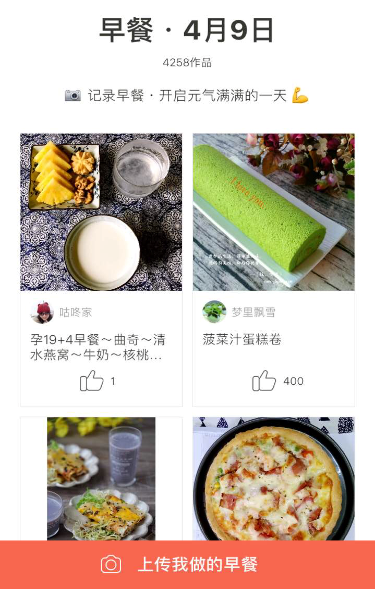 早餐 · 4月9日
4258作品
记录早餐 · 开启元气满满的一天
咕咚家
孕19+4早餐～曲奇～清
水燕窝～牛奶～核桃...
1
梦里飘雪
菠菜汁蛋糕卷
400
上传我做的早餐